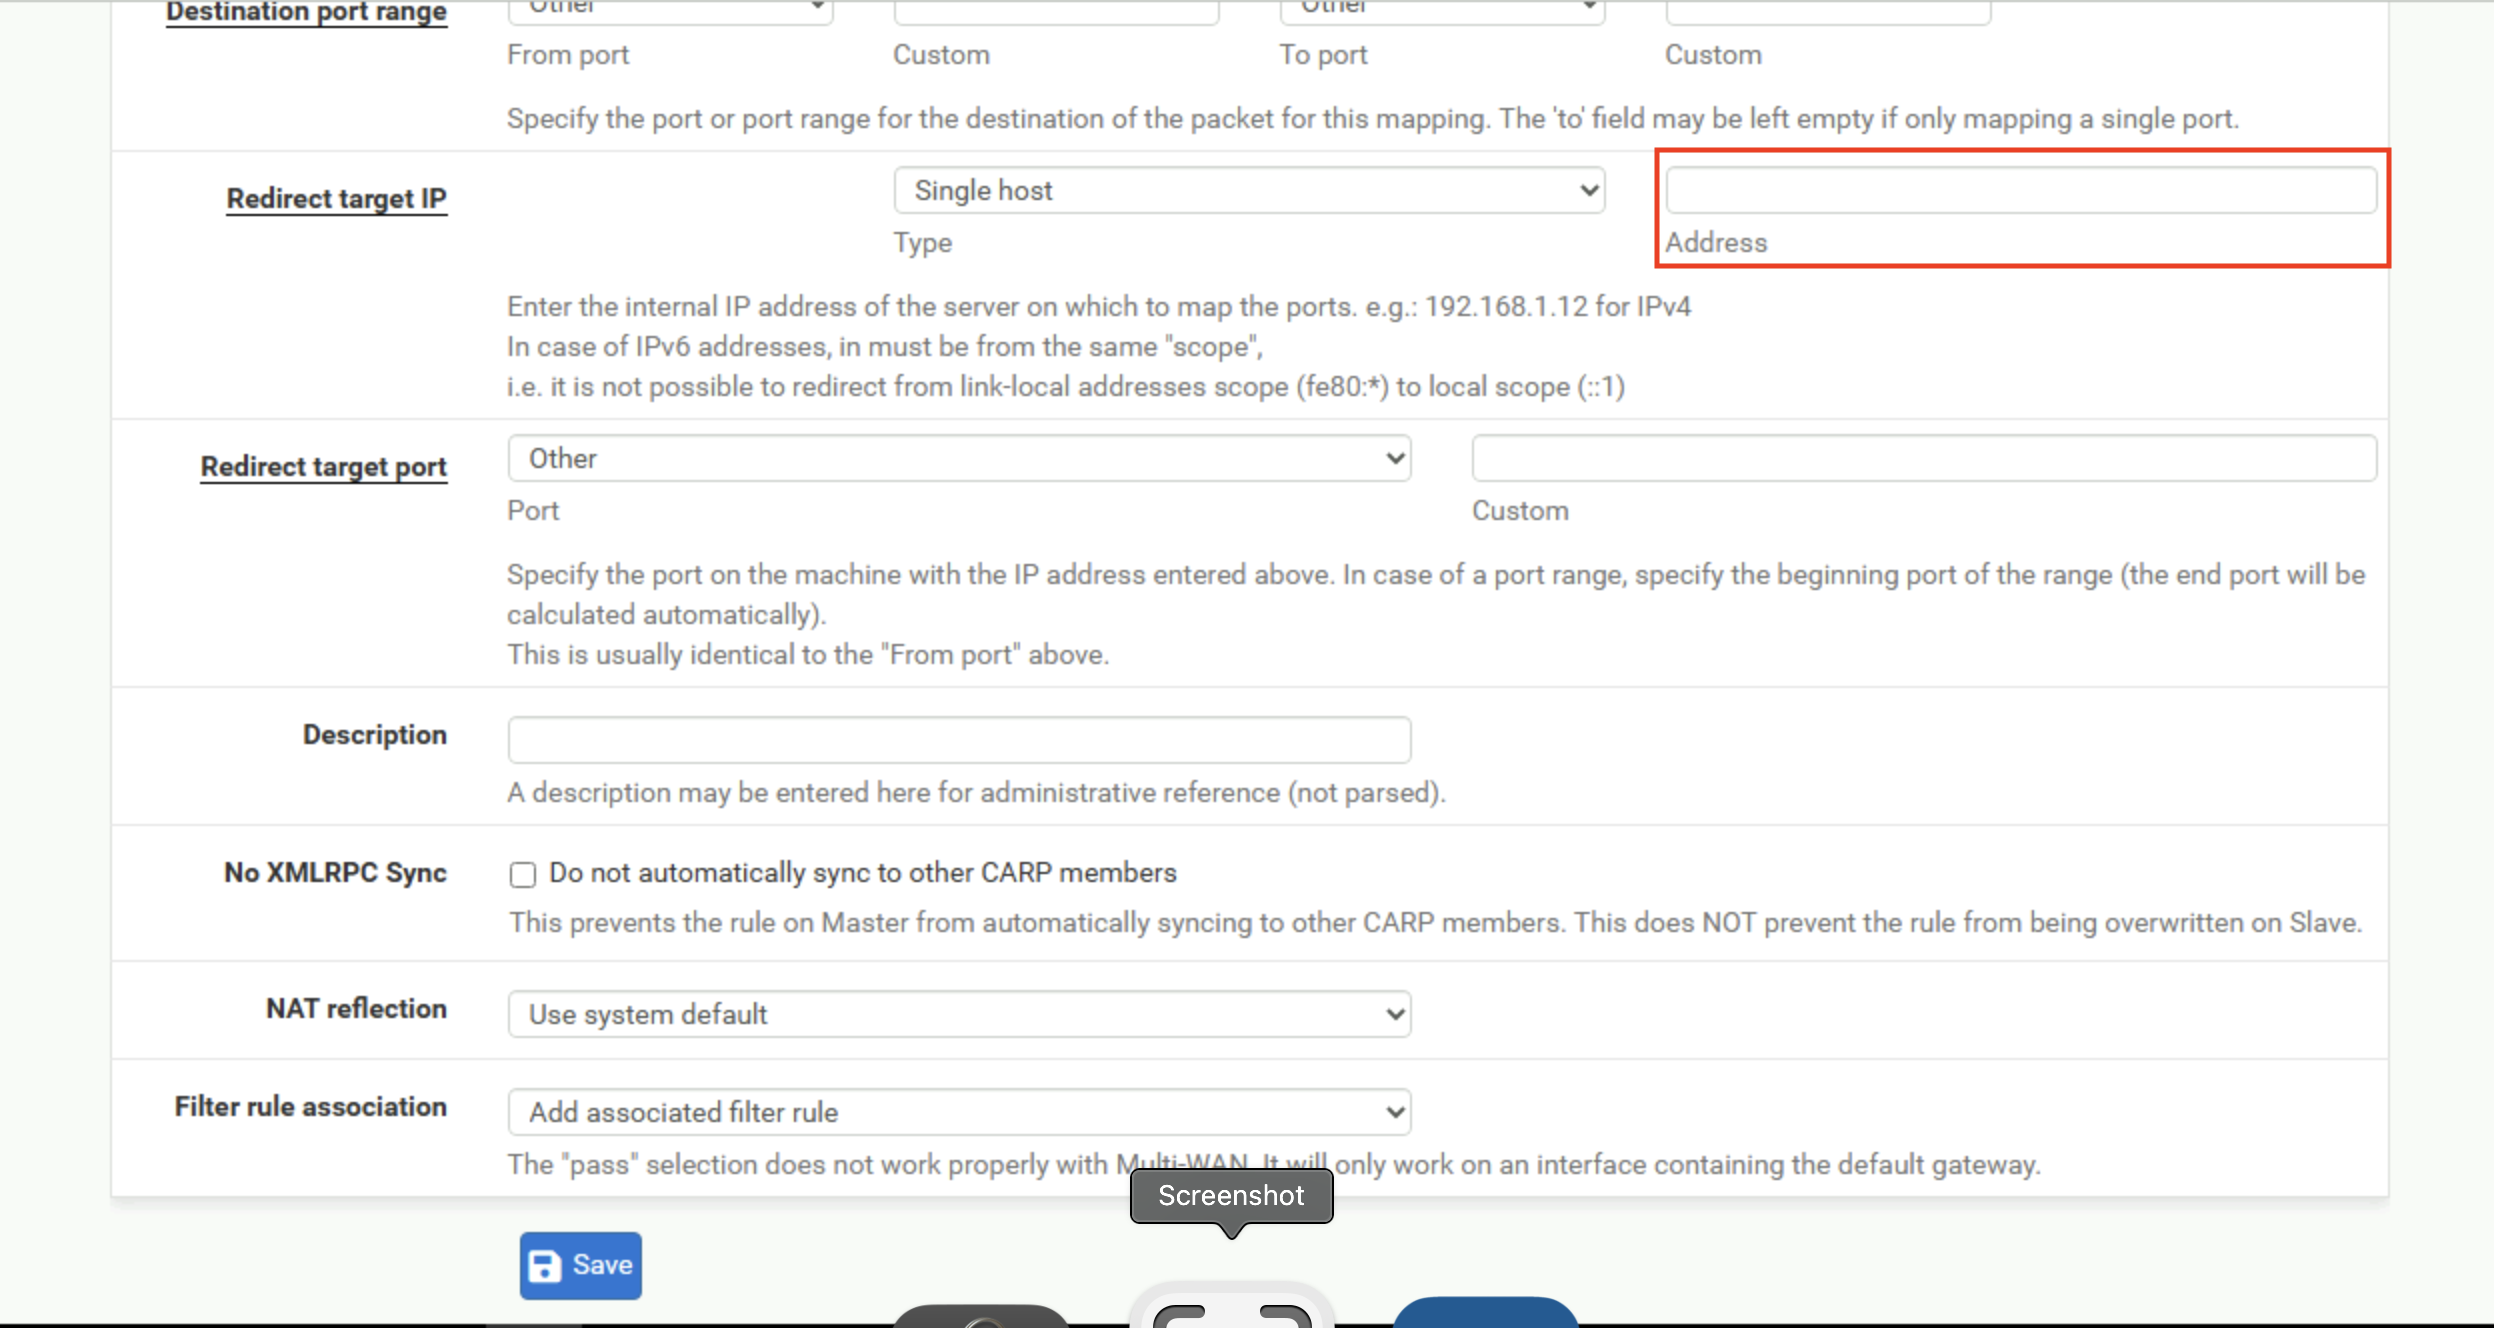 Destination port range
Other
Other
From port
Custom
To port
Custom
Specify the port or port range for the destination of the packet for this mapping. The 'to' field may be left empty if only mapping a single port.
Redirect target IP
Single host
Type
Address
Enter the internal IP address of the server on which to map the ports. e.g.: 192.168.1.12 for IPv4
In case of IPv6 addresses, in must be from the same "scope",
i.e. it is not possible to redirect from link-local addresses scope (fe80:*) to local scope (::1)
Redirect target port
Other
Port
Custom
Specify the port on the machine with the IP address entered above. In case of a port range, specify the beginning port of the range (the end port will be
calculated automatically).
This is usually identical to the "From port" above.
Description
A description may be entered here for administrative reference (not parsed).
No XMLRPC Sync
Do not automatically sync to other CARP members
This prevents the rule on Master from automatically syncing to other CARP members. This does NOT prevent the rule from being overwritten on Slave.
NAT reflection
Use system default
Filter rule association
Add associated filter rule
The "pass" selection does not work properly with Multi-WAN. It will only work on an interface containing the default gateway.
Screenshot
Save